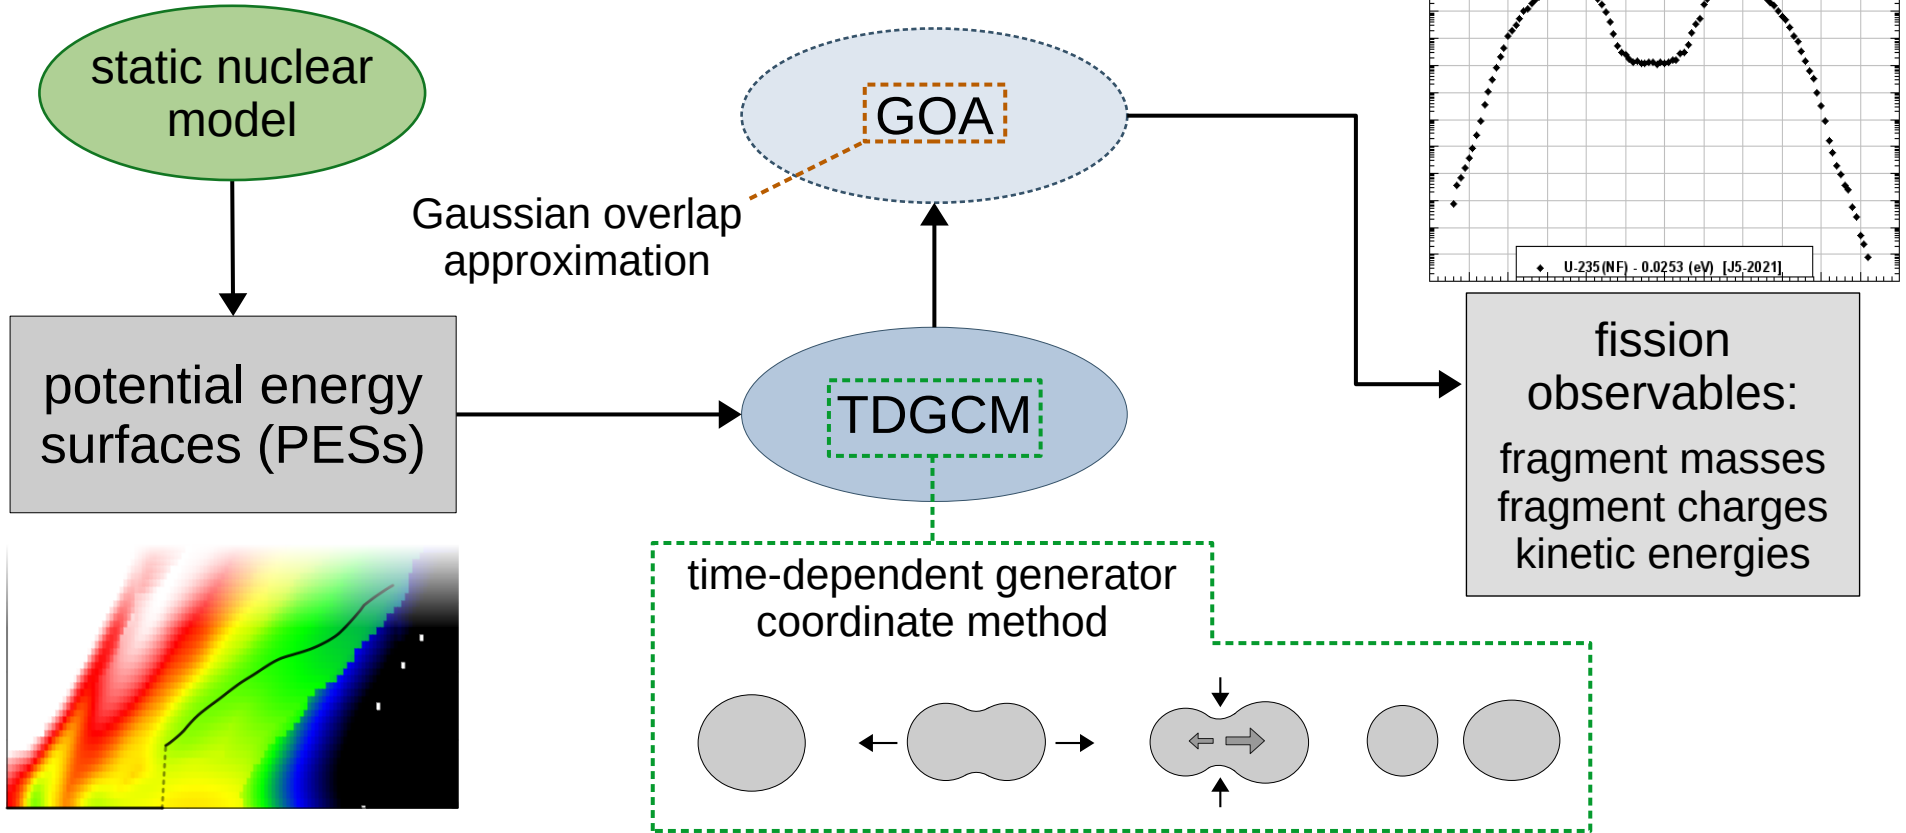 static nuclear
model
GOA
Gaussian overlap
approximation
U-235(NF) - 0.0253 (eV) [J5-2021]
potential energy
surfaces (PESs)
TDGCM
fission
observables:
fragment masses
fragment charges
kinetic energies
time-dependent generator
coordinate method